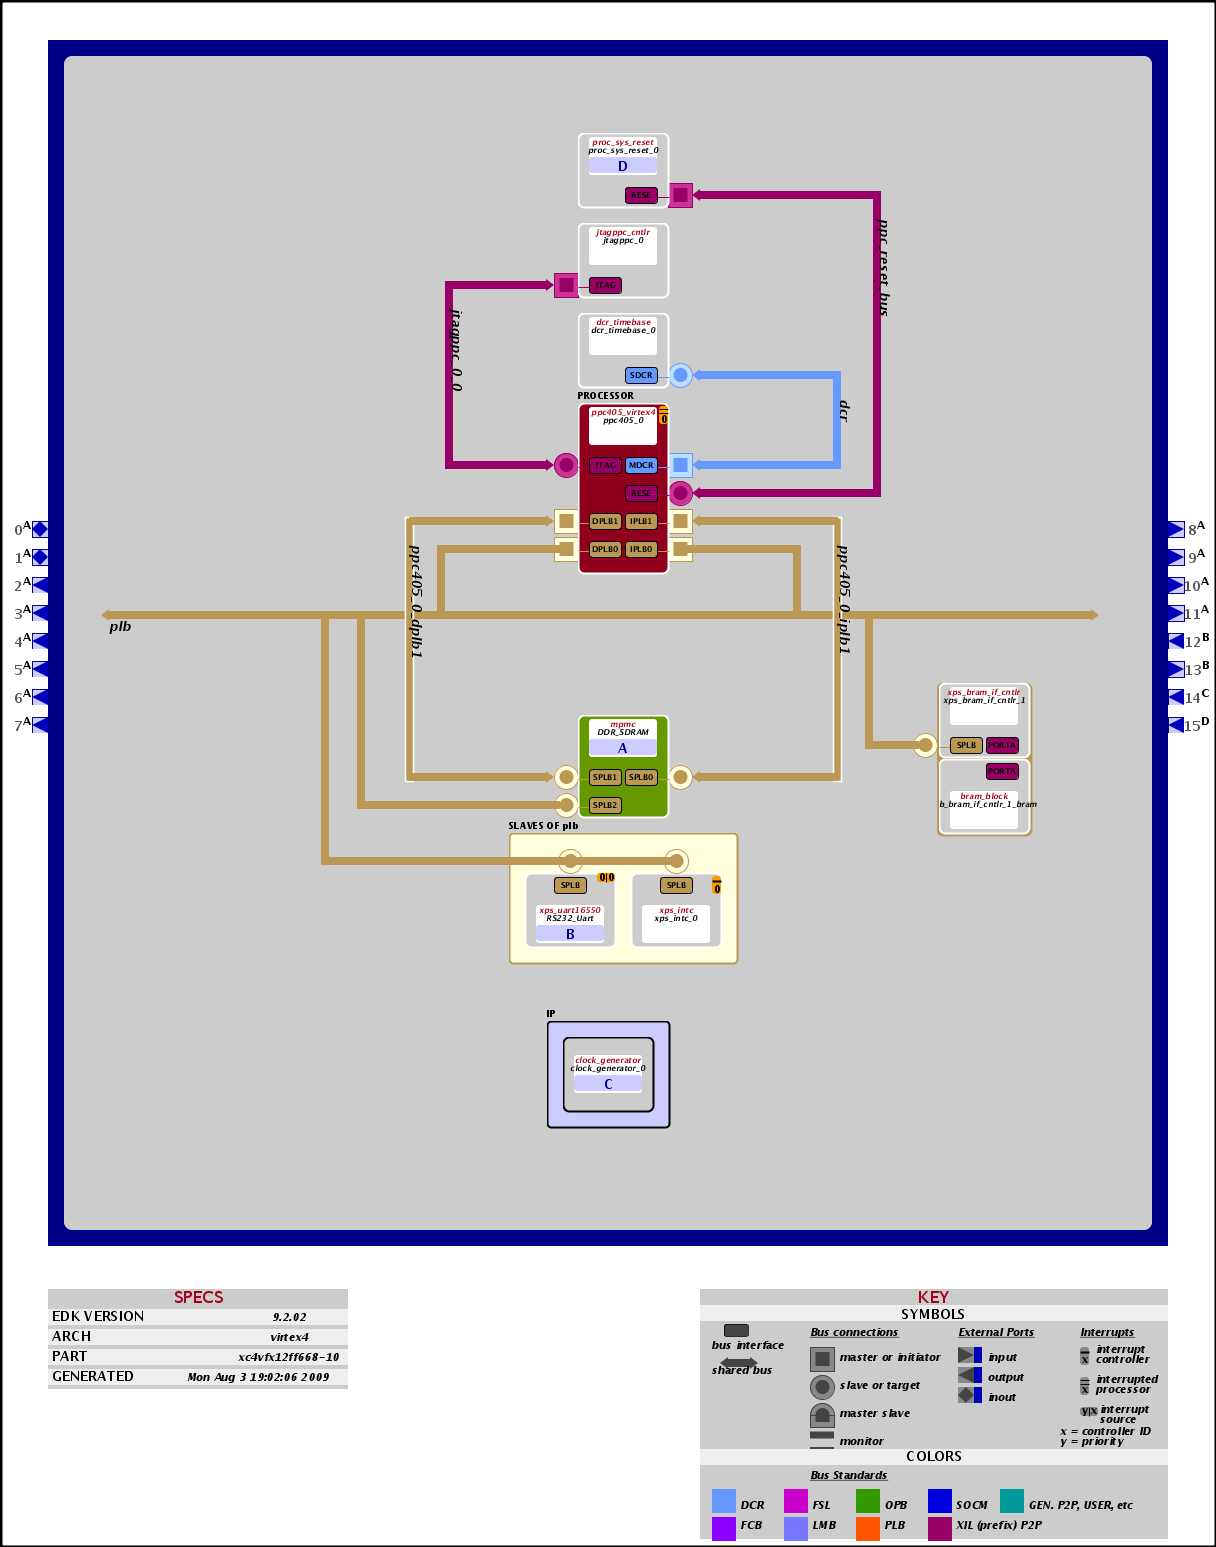 proc_sys_reset
proc_sys_reset_0
D
RESE
jtagppc_cntlr
jtagppc_0
JTAG
ppc_reset_bus
jtagppc_0_0
dcr_timebase
dcr_timebase_0
SDCR
dcr
PROCESSOR
ppc405_virtex4
ppc405_0
0
JTAG MDCR
RESE
DPLB1 IPLB1
DPLB0 IPLB0
ppc405_0_dplb1
ppc405_0_iplb1
0A
1A
2A
3A
4A
5A
6A
7A
8A
9A
10A
11A
12B
13B
14C
15D
plb
xps_bram_if_cntlr
xps_bram_if_cntlr_1
SPLB PORTA
PORTA
bram_block
b_bram_if_cntlr_1_bram
mpmc
DDR_SDRAM
A
SPLB1 SPLB0
SPLB2
SLAVES OF plb
SPLB 0|0
xps_uart16550
RS232_Uart
B
SPLB 0
xps_intc
xps_intc_0
IP
clock_generator
clock_generator_0
C
SPECS
EDK VERSION 9.2.02
ARCH virtex4
PART xc4vfx12ff668-10
GENERATED Mon Aug 3 19:02:06 2009
KEY
SYMBOLS
bus interface
shared bus
Bus connections
master or initiator
slave or target
master slave
monitor
External Ports
input
output
inout
Interrupts
x interrupt
controller
x interrupted
processor
y|x interrupt
source
x = controller ID
y = priority
COLORS
Bus Standards
DCR FSL OPB SOCM GEN. P2P, USER, etc
FCB LMB PLB XIL (prefix) P2P